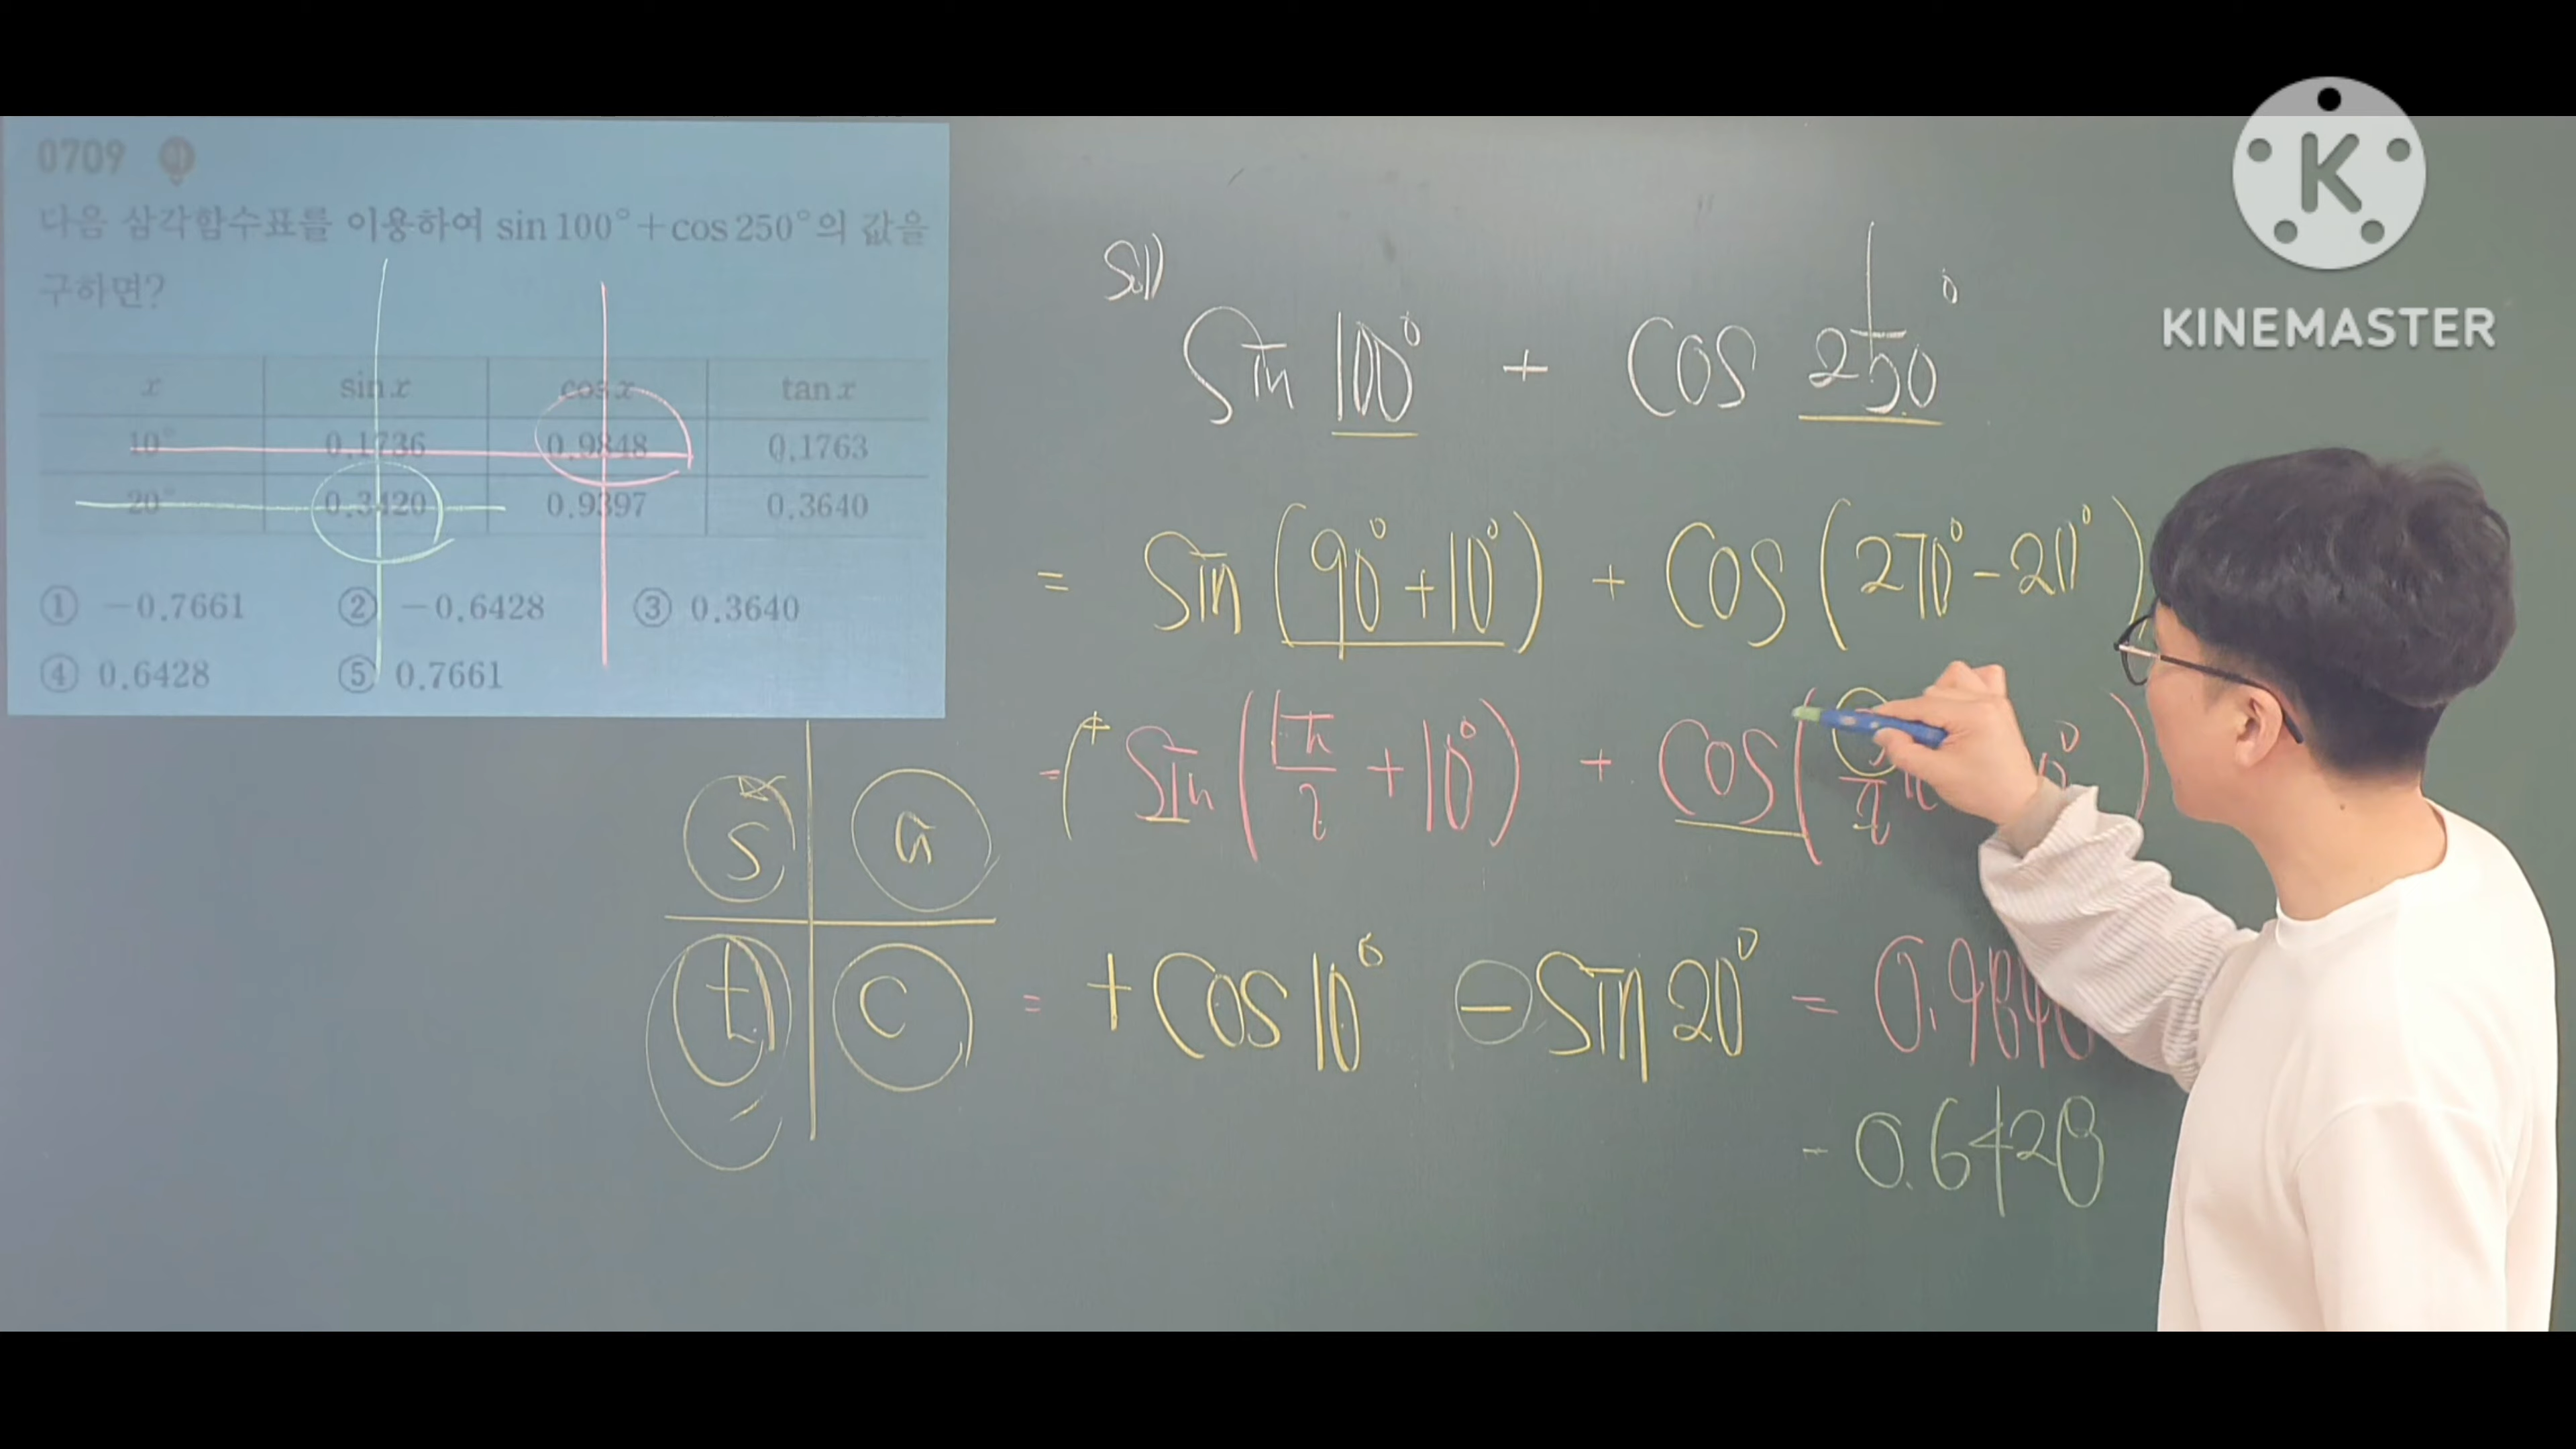 0709
다음 삼각함수표를 이용하여 sin 100°+cos 250°의 값을
구하면?
x sin x cos x tan x
10° 0.1736 0.9848 0.1763
20° 0.3420 0.9397 0.3640
① −0.7661 ② −0.6428 ③ 0.3640
④ 0.6428 ⑤ 0.7661
sol)
sin 100° + cos 250°
= sin (90° + 10°) + cos (270° − 20°)
= + sin (1π/2 + 10°) + cos (
s a
t c
= + cos 10° − sin 20° = 0.984
- 0.6428
K
KINEMASTER